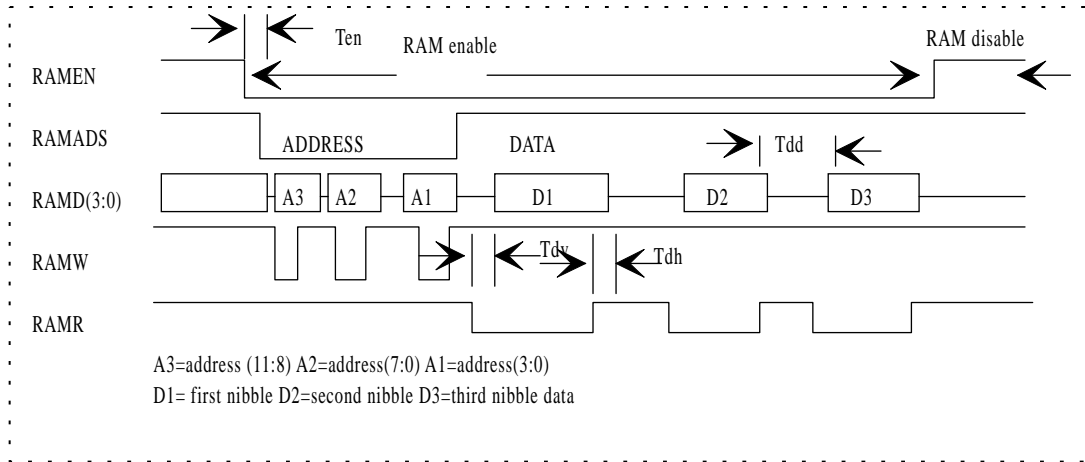 Ten
RAM enable
RAM disable
RAMEN
RAMADS
ADDRESS
DATA
Tdd
RAMD(3:0)
A3
A2
A1
D1
D2
D3
RAMW
Tdv
Tdh
RAMR
A3=address (11:8) A2=address(7:0) A1=address(3:0)
D1= first nibble D2=second nibble D3=third nibble data